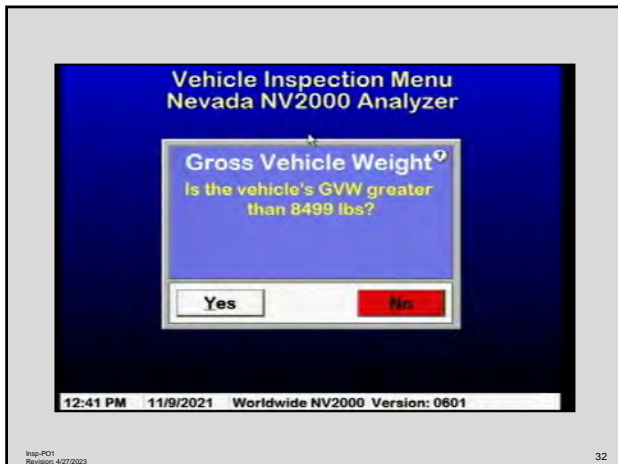 Vehicle Inspection Menu
Nevada NV2000 Analyzer
Gross Vehicle Weight?
Is the vehicle's GVW greater
than 8499 lbs?
Yes No
12:41 PM 11/9/2021 Worldwide NV2000 Version: 0601
Insp-PO1
Revision: 4/27/2023
32